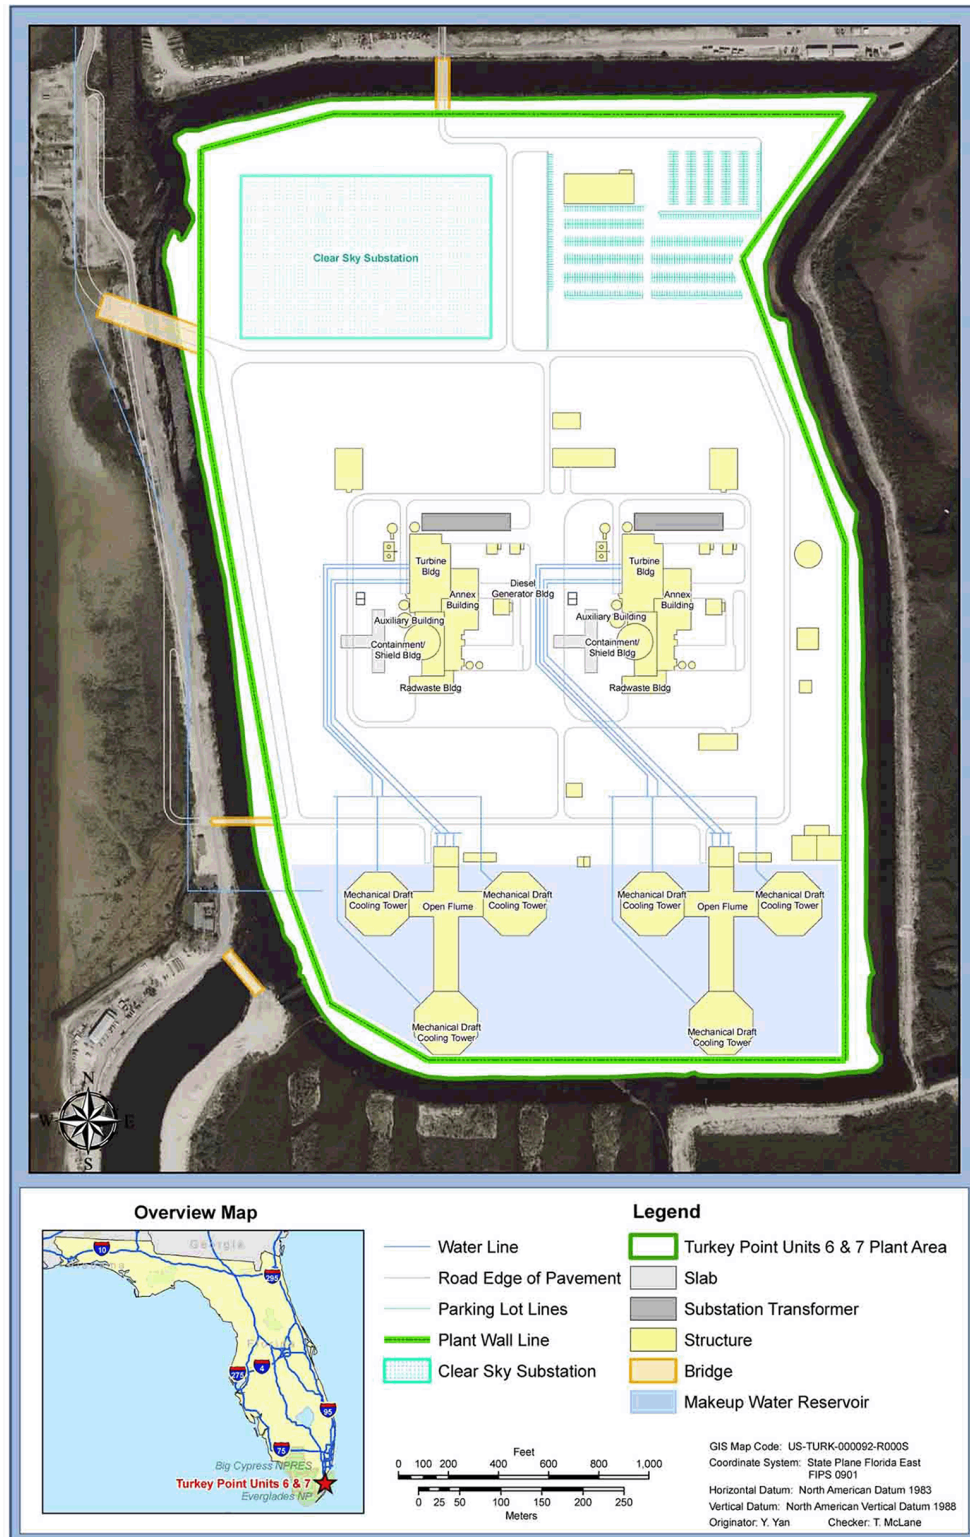 Clear Sky Substation
Turbine
Bldg
Annex
Building
Auxiliary Building
Containment/
Shield Bldg
Radwaste Bldg
Diesel
Generator Bldg
Turbine
Bldg
Annex
Building
Auxiliary Building
Containment/
Shield Bldg
Radwaste Bldg
Mechanical Draft
Cooling Tower
Open Flume
Mechanical Draft
Cooling Tower
Mechanical Draft
Cooling Tower
Open Flume
Mechanical Draft
Cooling Tower
Mechanical Draft
Cooling Tower
Mechanical Draft
Cooling Tower
N
W
E
S
Overview Map
Georgia
10
295
Florida
4
275
95
75
Big Cypress NPRES
Turkey Point Units 6 & 7
Everglades NP
Legend
Water Line
Road Edge of Pavement
Parking Lot Lines
Plant Wall Line
Clear Sky Substation
Turkey Point Units 6 & 7 Plant Area
Slab
Substation Transformer
Structure
Bridge
Makeup Water Reservoir
Feet
0 100 200 400 600 800 1,000
0 25 50 100 150 200 250
Meters
GIS Map Code: US-TURK-000092-R000S
Coordinate System: State Plane Florida East
FIPS 0901
Horizontal Datum: North American Datum 1983
Vertical Datum: North American Vertical Datum 1988
Originator: Y. Yan Checker: T. McLane